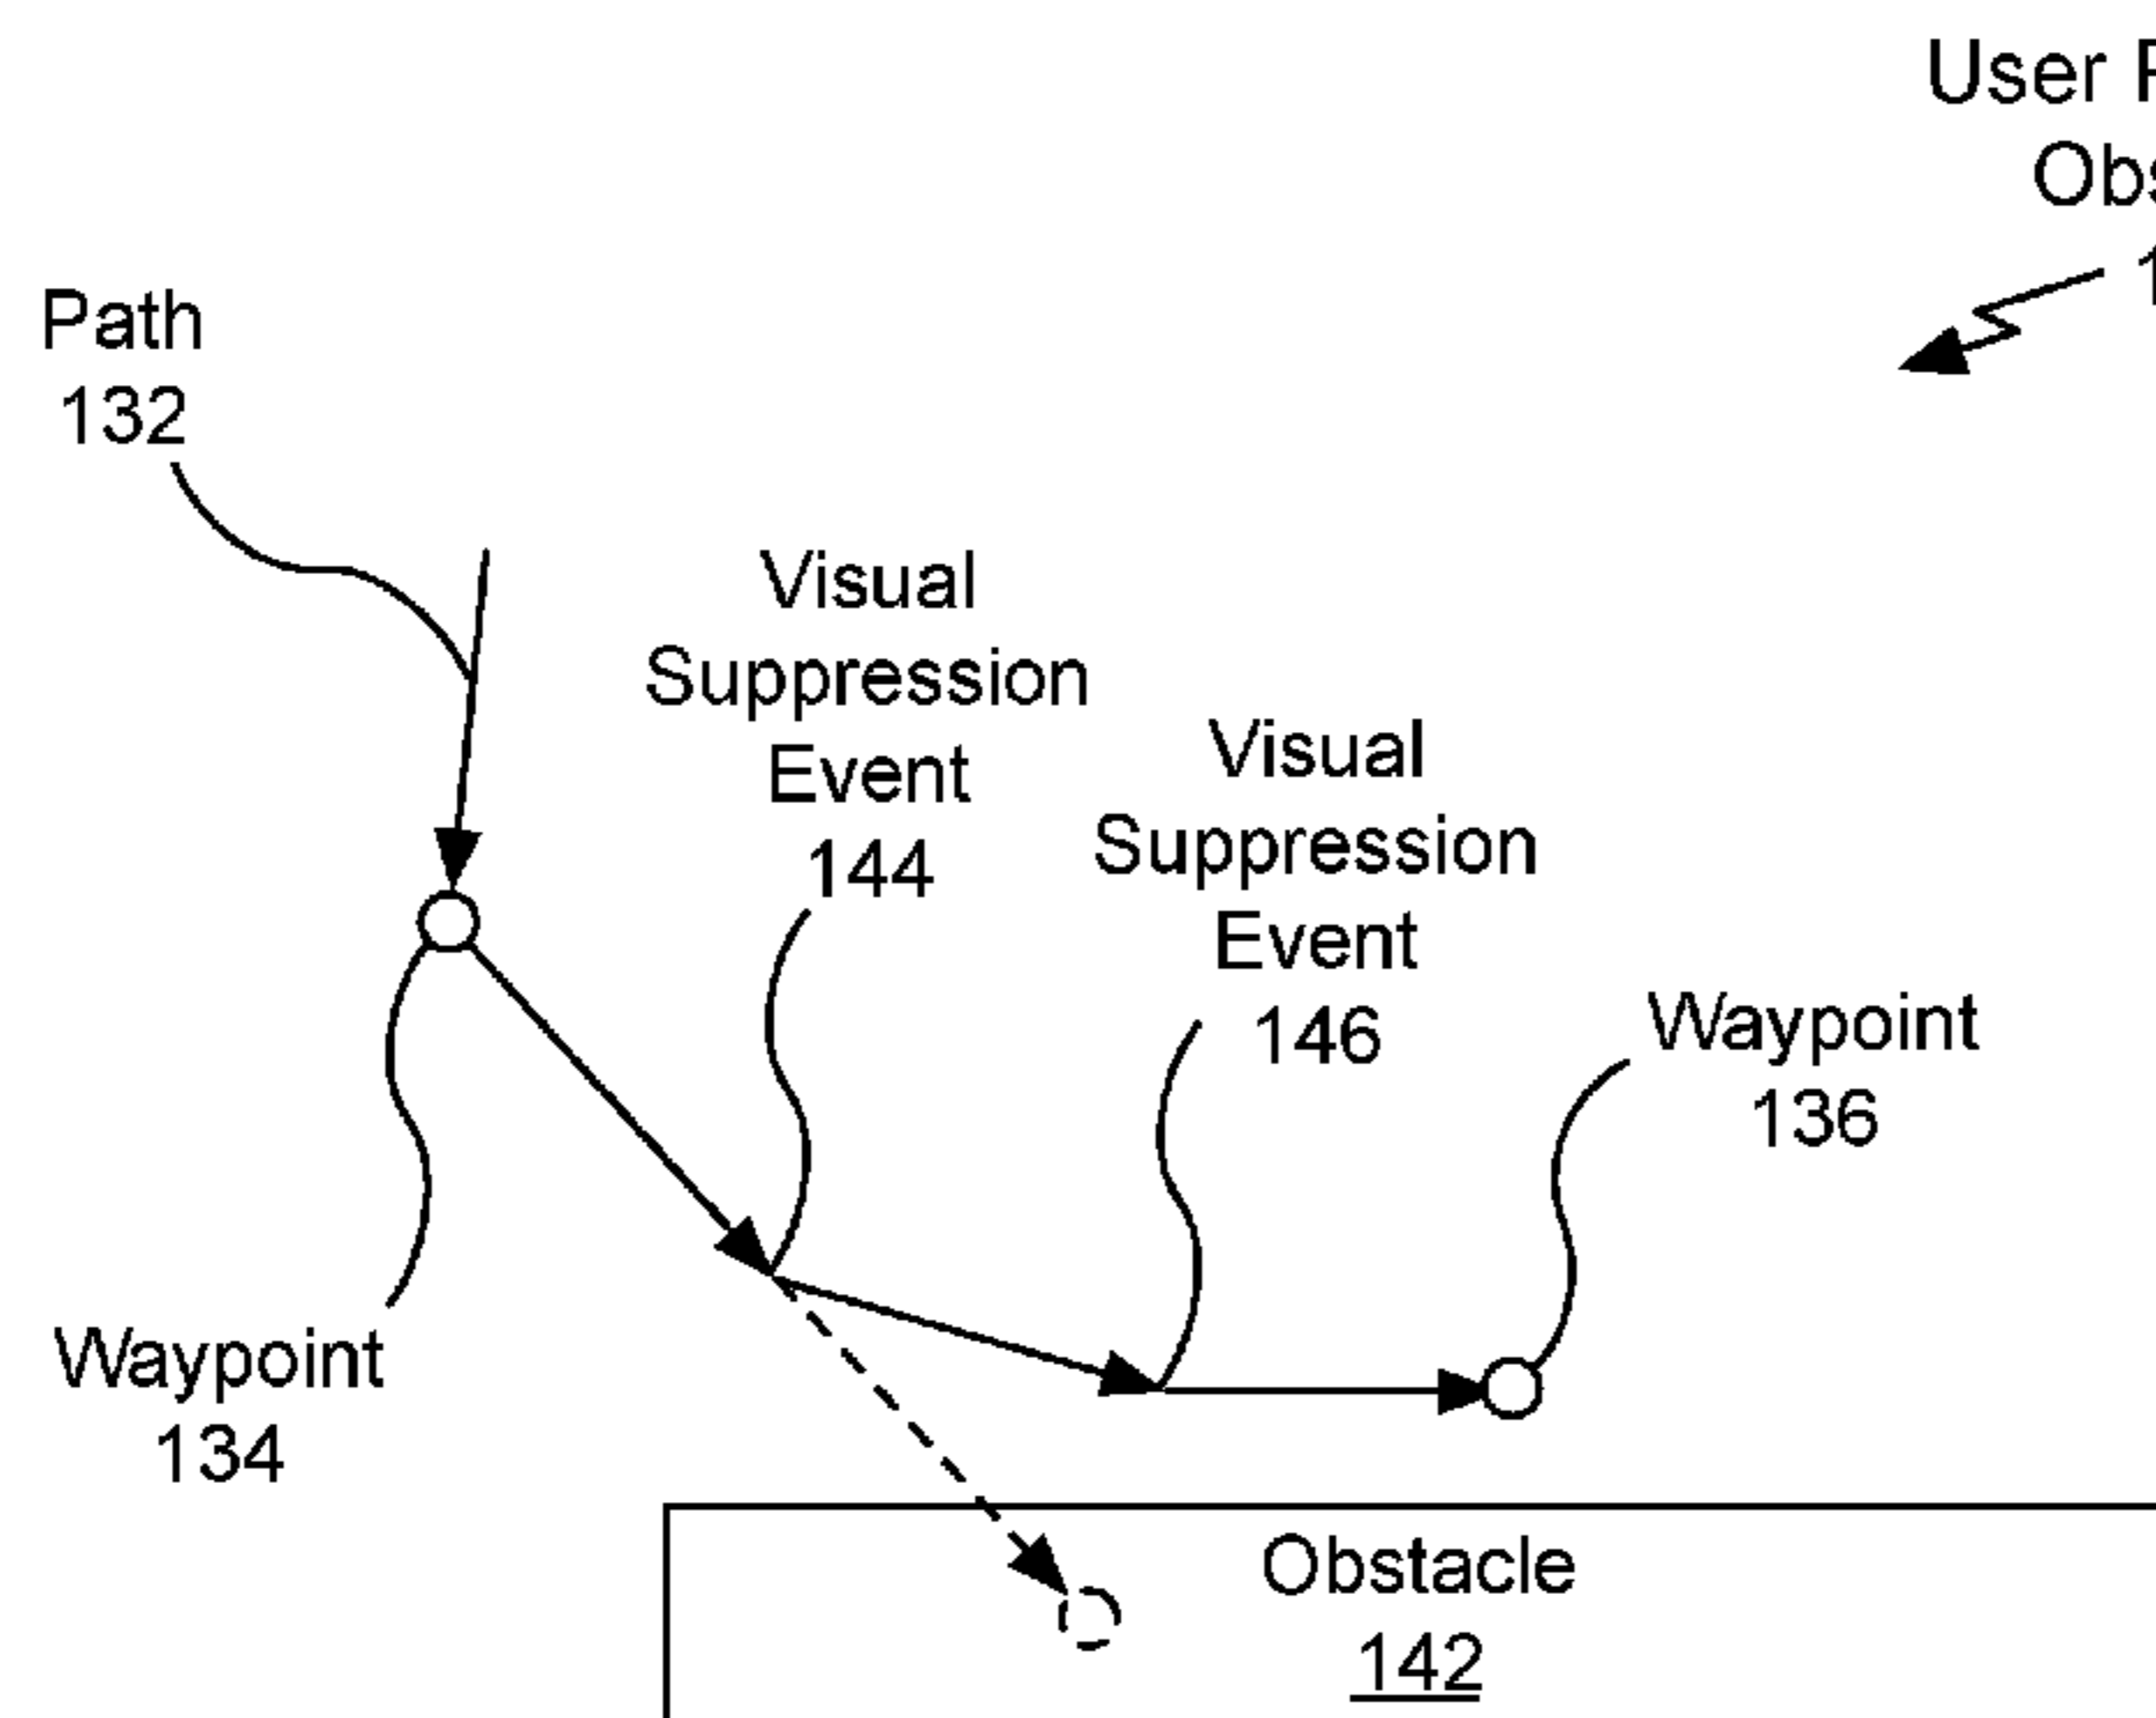 User
Path
132
Visual
Suppression
Event
144
Visual
Suppression
Event
146
Waypoint
136
Waypoint
134
Obstacle
142